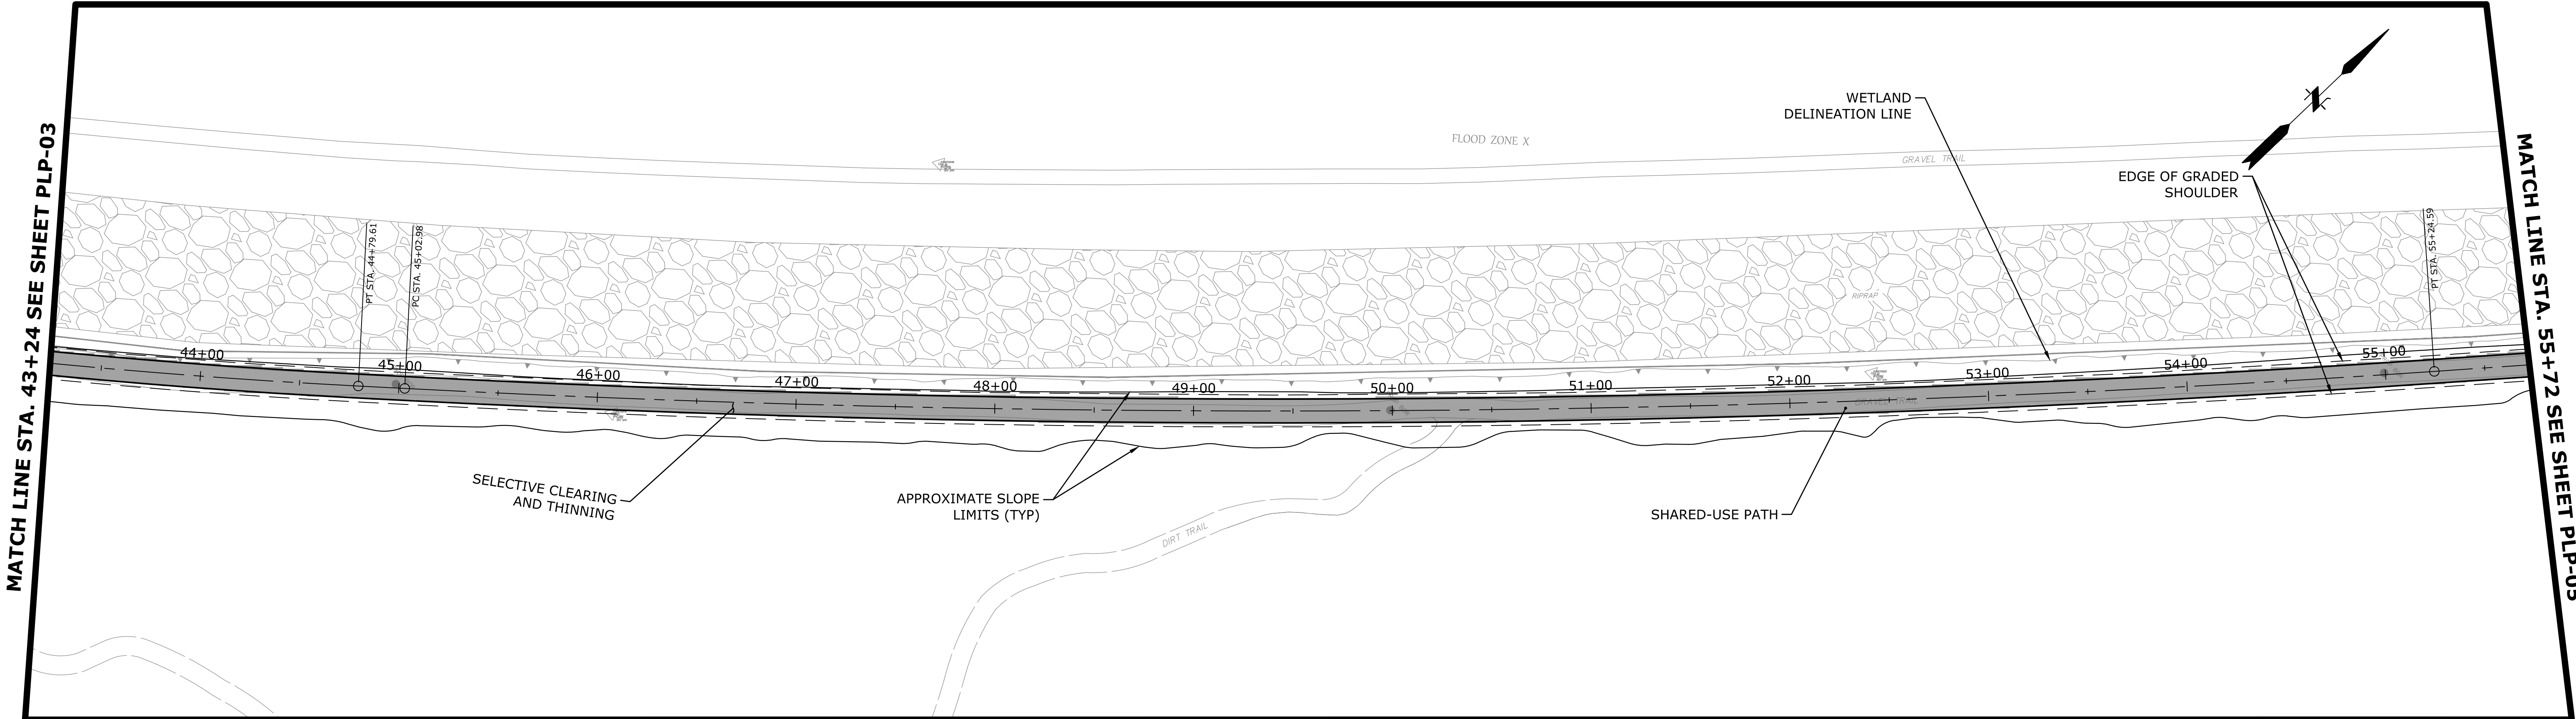 MATCH LINE STA. 43+24 SEE SHEET PLP-03
FLOOD ZONE X
WETLAND
DELINEATION LINE
GRAVEL TRAIL
EDGE OF GRADED
SHOULDER
PT STA. 44+79.61
PC STA. 45+02.98
PT STA. 55+24.59
RIPRAP
44+00
45+00
46+00
47+00
48+00
49+00
50+00
51+00
52+00
53+00
54+00
55+00
GRAVEL TRAIL
SELECTIVE CLEARING
AND THINNING
APPROXIMATE SLOPE
LIMITS (TYP)
DIRT TRAIL
SHARED-USE PATH
MATCH LINE STA. 55+72 SEE SHEET PLP-05